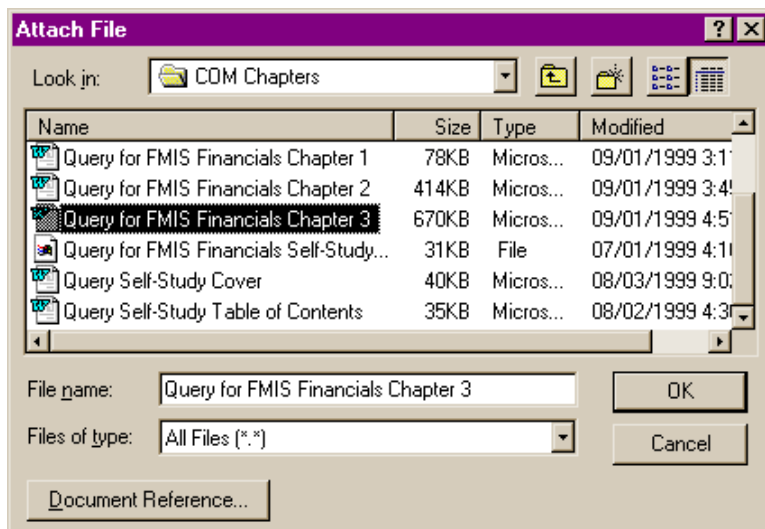 Attach File
Look in: COM Chapters
Name Size Type Modified
Query for FMIS Financials Chapter 1 78KB Micros... 09/01/1999 3:1
Query for FMIS Financials Chapter 2 414KB Micros... 09/01/1999 3:4
Query for FMIS Financials Chapter 3 670KB Micros... 09/01/1999 4:5
Query for FMIS Financials Self-Study... 31KB File 07/01/1999 4:1
Query Self-Study Cover 40KB Micros... 08/03/1999 9:0
Query Self-Study Table of Contents 35KB Micros... 08/02/1999 4:3
File name: Query for FMIS Financials Chapter 3 OK
Files of type: All Files (*.*) Cancel
Document Reference...